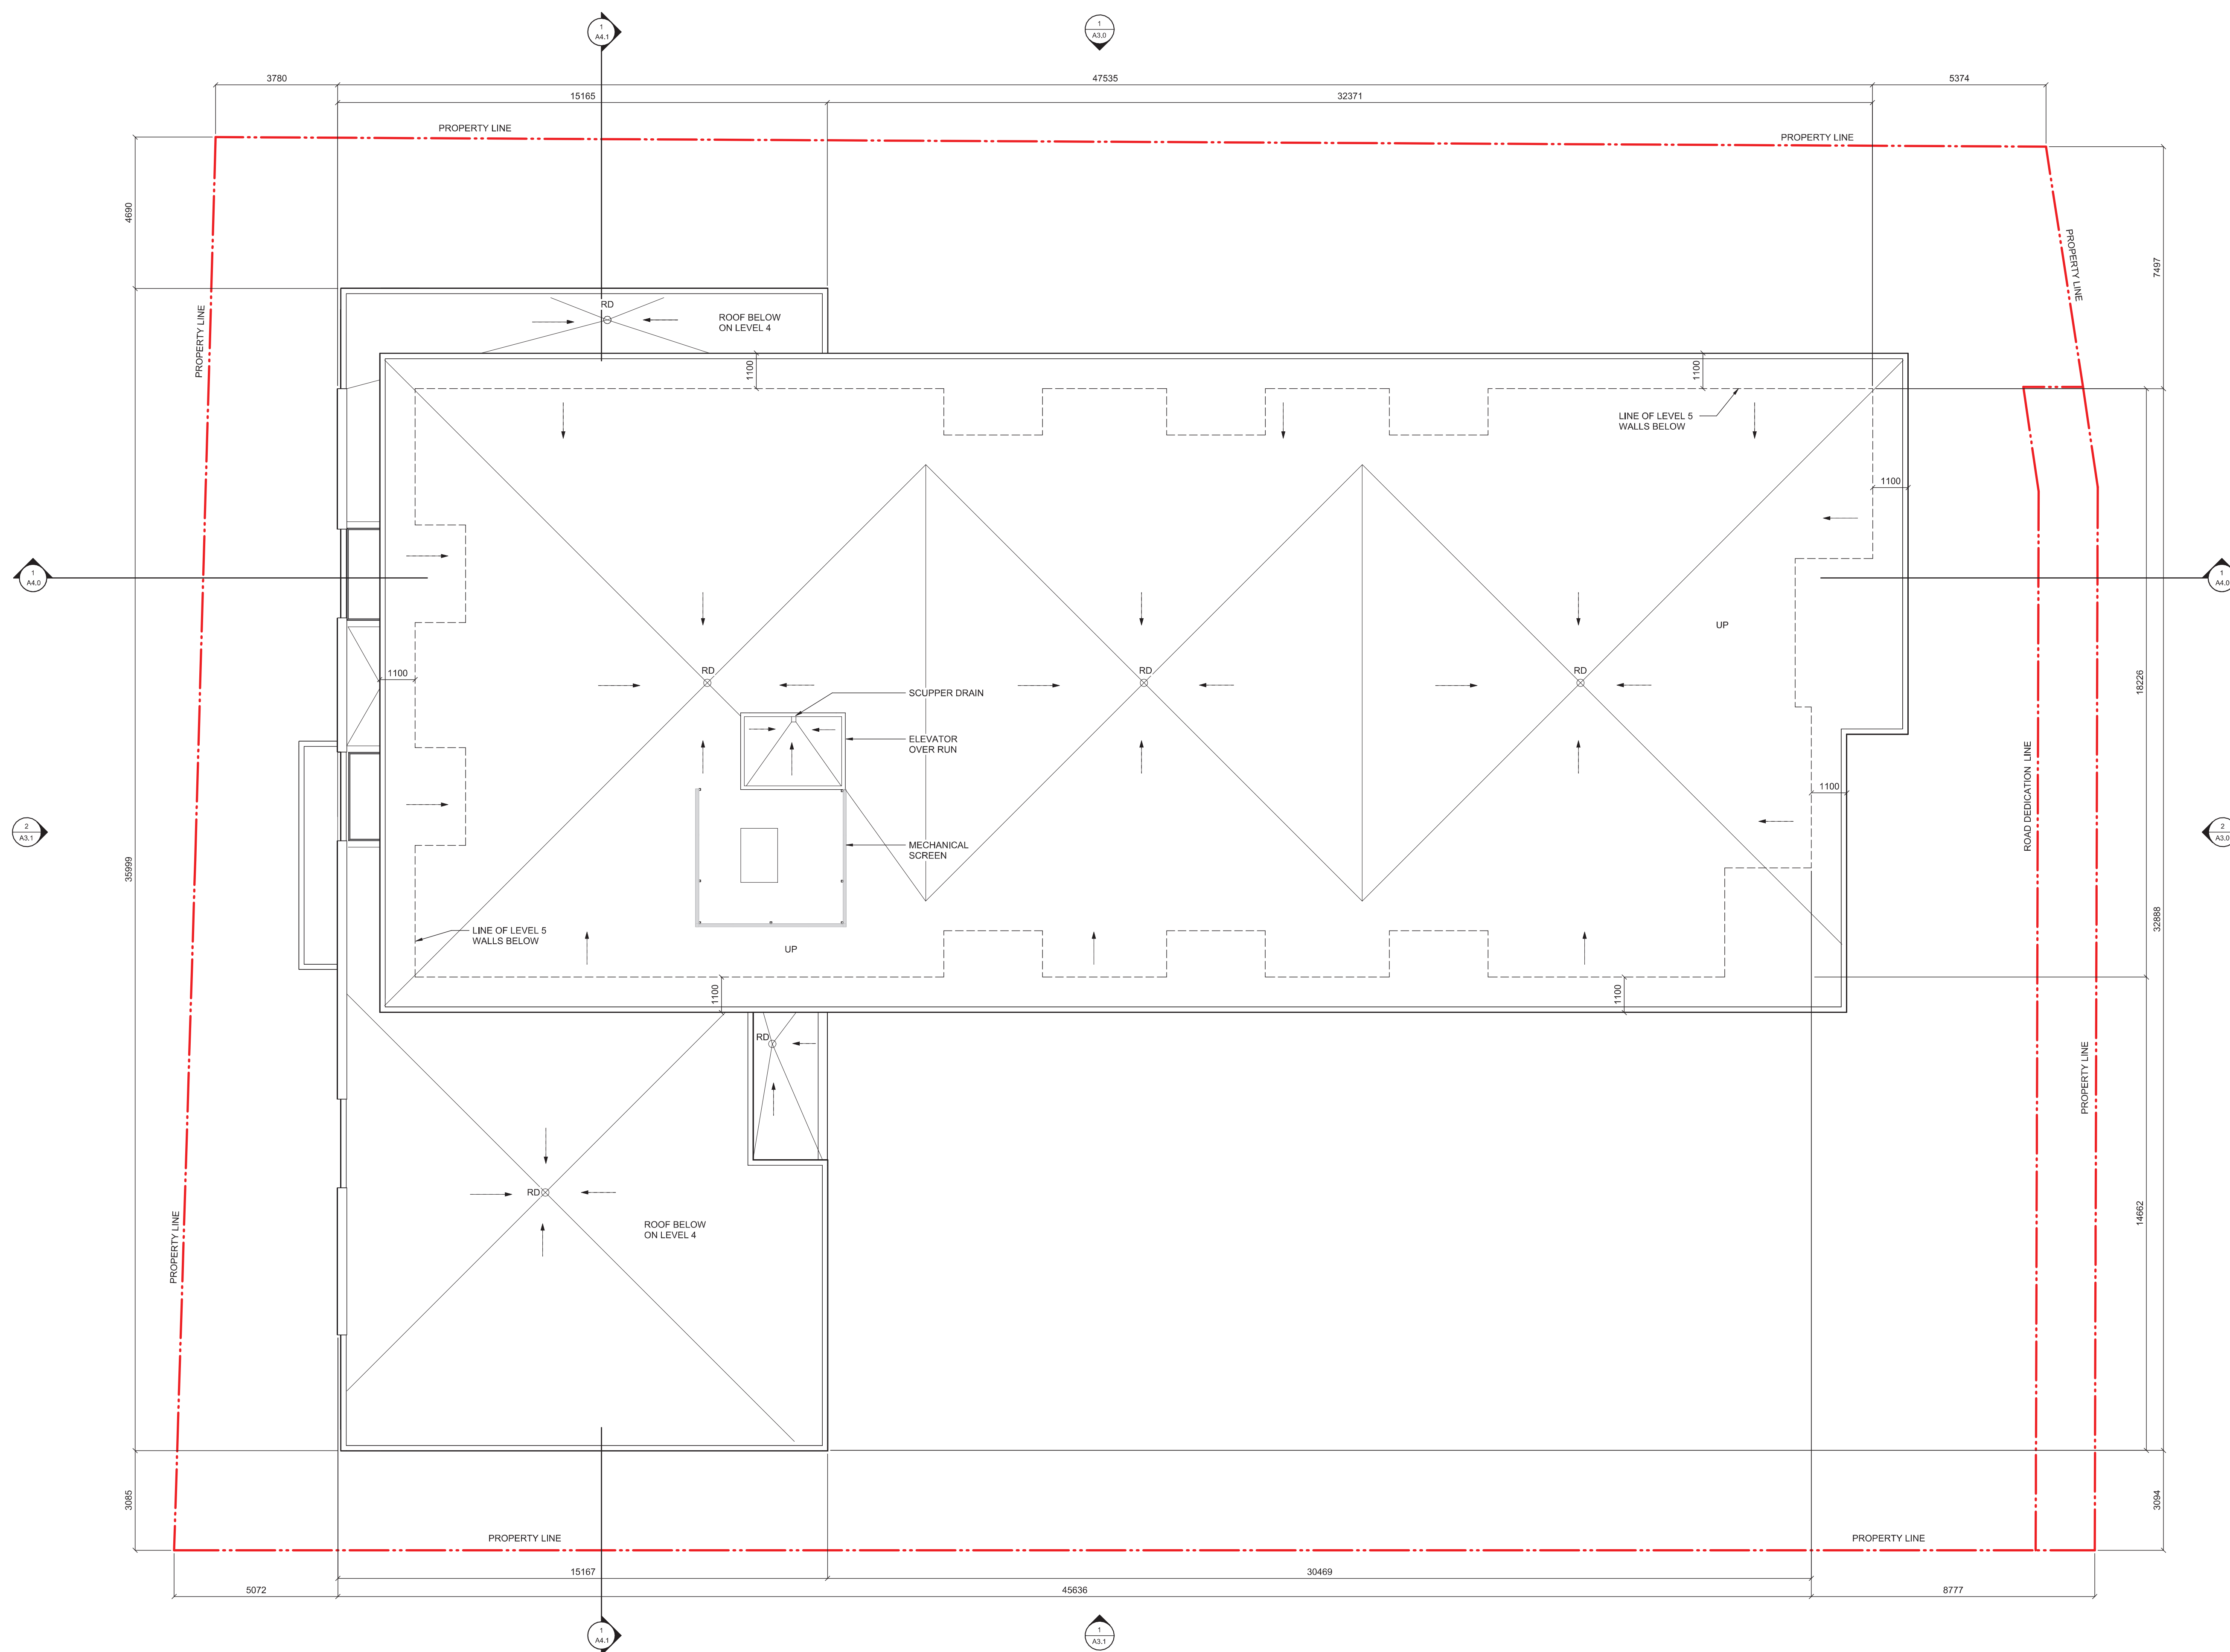 1
A4.1
1
A3.0
3780
47535
5374
15165
32371
PROPERTY LINE
PROPERTY LINE
4690
7497
PROPERTY LINE
PROPERTY LINE
RD
ROOF BELOW
ON LEVEL 4
1100
1100
LINE OF LEVEL 5
WALLS BELOW
1100
1
A4.0
1
A4.0
UP
1100
RD
RD
RD
18226
SCUPPER DRAIN
ELEVATOR
OVER RUN
ROAD DEDICATION LINE
1100
2
A3.1
2
A3.0
MECHANICAL
SCREEN
35999
32888
LINE OF LEVEL 5
WALLS BELOW
UP
1100
1100
RD
PROPERTY LINE
RD
PROPERTY LINE
ROOF BELOW
ON LEVEL 4
14662
3085
3094
PROPERTY LINE
PROPERTY LINE
15167
30469
5072
45636
8777
1
A4.1
1
A3.1